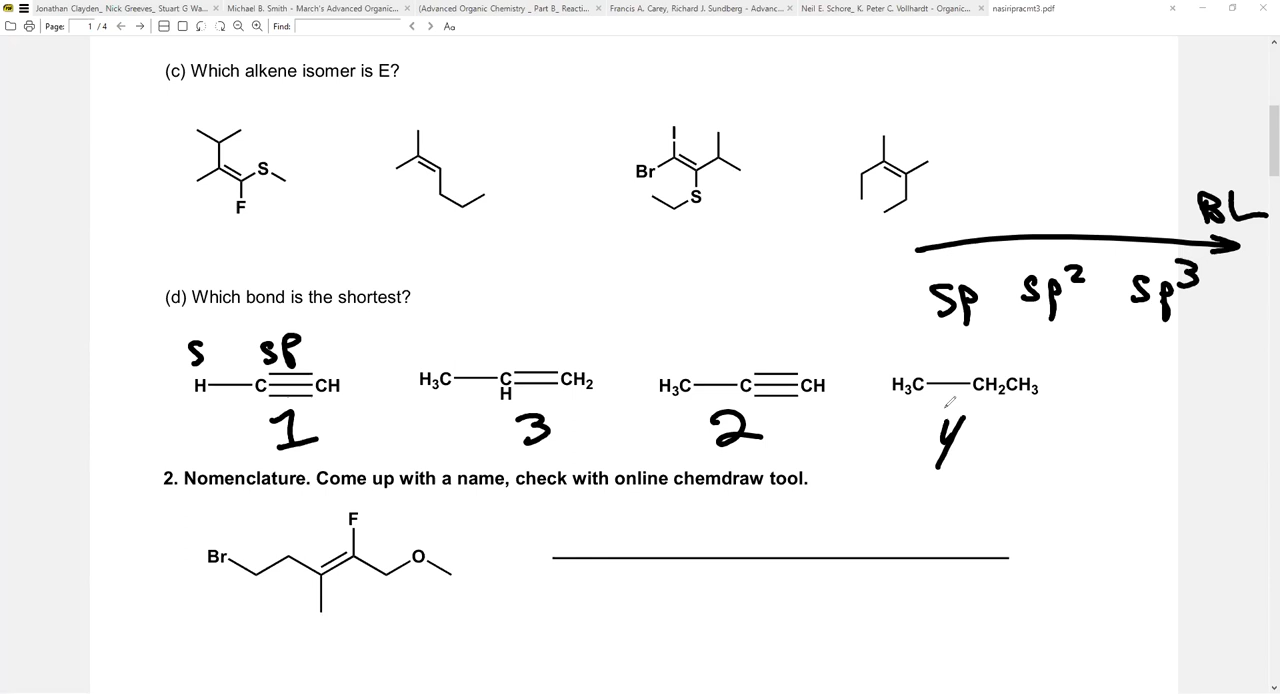 Jonathan Clayden_ Nick Greeves_ Stuart G Wa... × Michael B. Smith - March's Advanced Organic... × (Advanced Organic Chemistry _ Part B_ Reacti... × Francis A. Carey, Richard J. Sundberg - Advanc... × Neil E. Schore_ K. Peter C. Vollhardt - Organic... × nasiripracmt3.pdf ×
Page: 1 / 4 Find: Aa
(c) Which alkene isomer is E?
S
F
I
Br
S
BL
sp sp² sp³
(d) Which bond is the shortest?
s sp
H C CH
H₃C C CH₂
H
H₃C C CH
H₃C CH₂CH₃
1 3 2 4
2. Nomenclature. Come up with a name, check with online chemdraw tool.
F
Br O